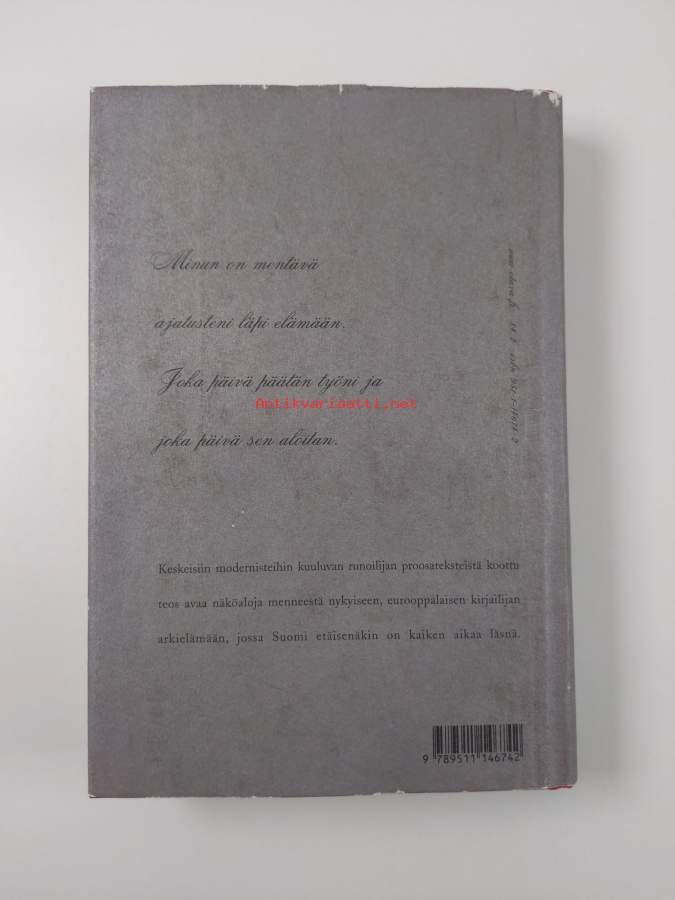 Minun on mentävä
ajatusteni läpi elämään.
Joka päivä päätän työni ja
Antikvariaatti.net
joka päivä sen aloitan.
Keskeisiin modernisteihin kuuluvan runoilijan proosateksteistä koottu
teos avaa näköaloja menneestä nykyiseen, eurooppalaisen kirjailijan
arkielämään, jossa Suomi etäisenäkin on kaiken aikaa läsnä.
9 789511 146742